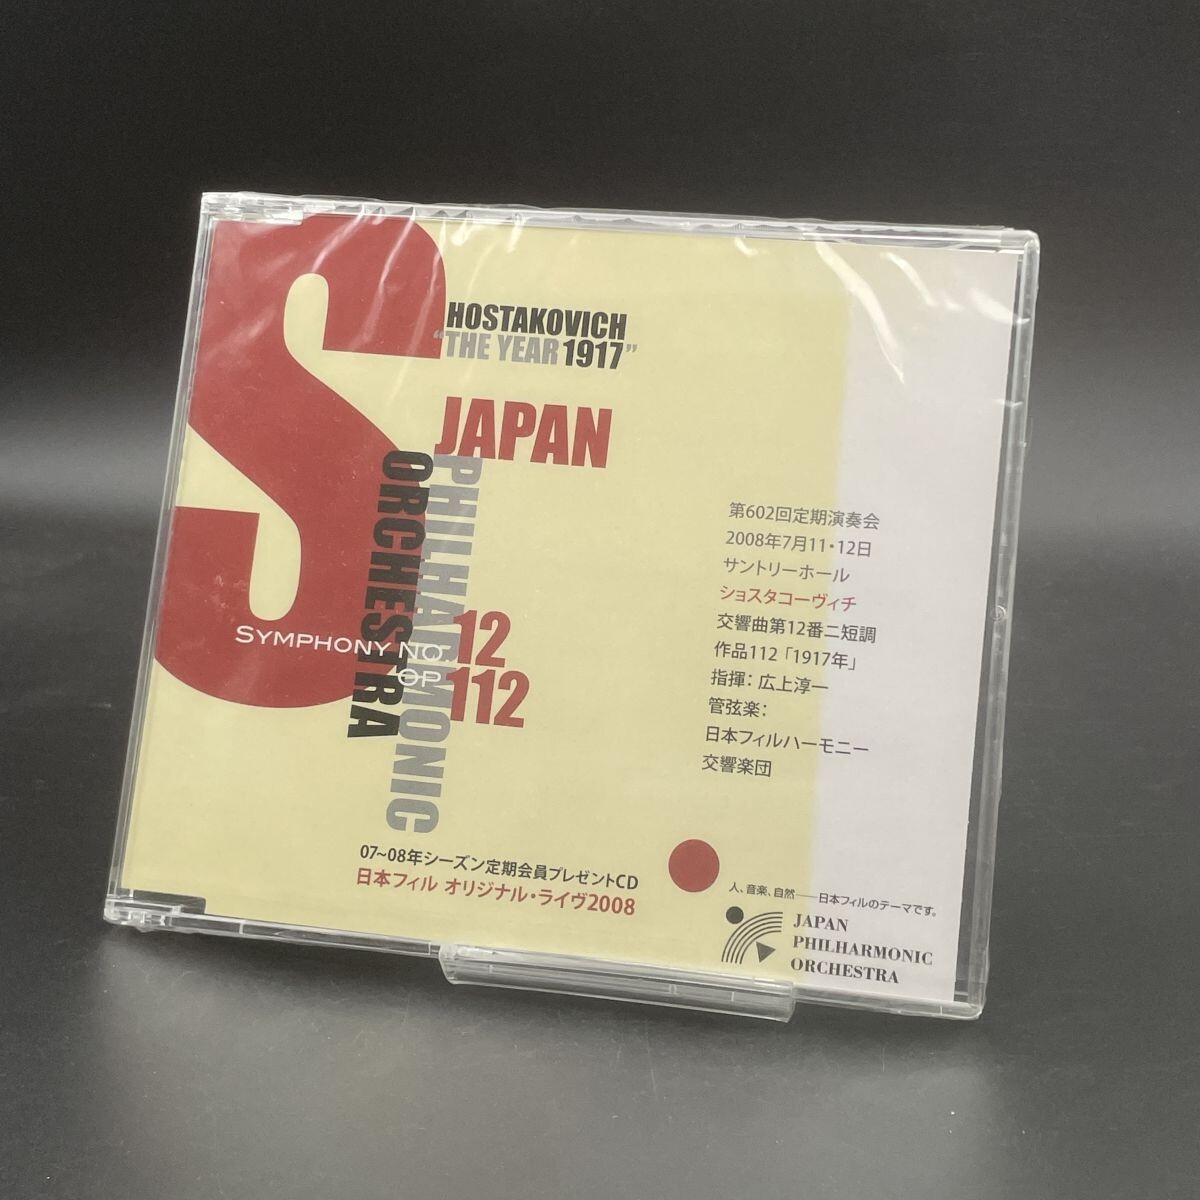 SHOSTAKOVICH
"THE YEAR 1917"
JAPAN
PHILHARMONIC
ORCHESTRA
SYMPHONY NO 12
OP 112
第602回定期演奏会
2008年7月11・12日
サントリーホール
ショスタコーヴィチ
交響曲第12番ニ短調
作品112「1917年」
指揮：広上淳一
管弦楽：
日本フィルハーモニー
交響楽団
07~08年シーズン定期会員プレゼントCD
日本フィル オリジナル・ライヴ2008
人、音楽、自然――日本フィルのテーマです。
JAPAN
PHILHARMONIC
ORCHESTRA